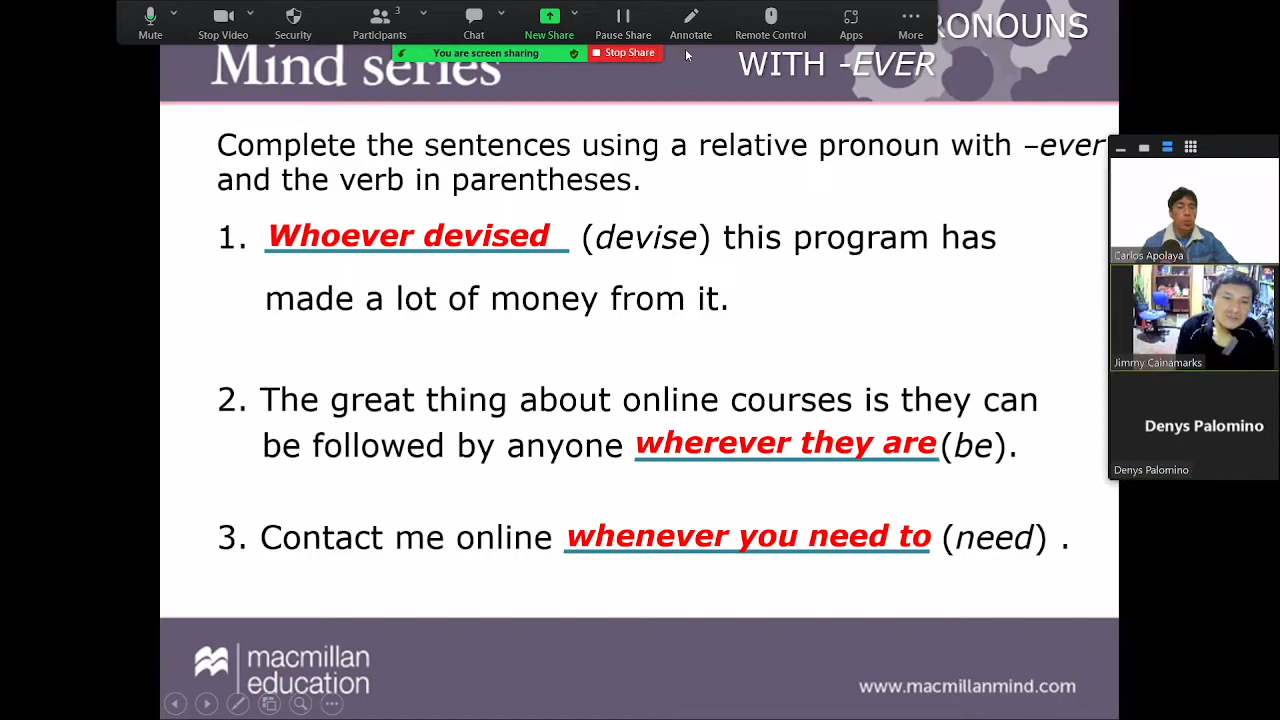 Mute
Stop Video
Security
3
Participants
Chat
New Share
Pause Share
Annotate
Remote Control
Apps
More
You are screen sharing
Stop Share
Mind series
RONOUNS
WITH -EVER
Complete the sentences using a relative pronoun with –ever
and the verb in parentheses.
1. Whoever devised (devise) this program has
made a lot of money from it.
2. The great thing about online courses is they can
be followed by anyone wherever they are (be).
3. Contact me online whenever you need to (need) .
Carlos Apolaya
Jimmy Cainamarks
Denys Palomino
Denys Palomino
macmillan
education
www.macmillanmind.com